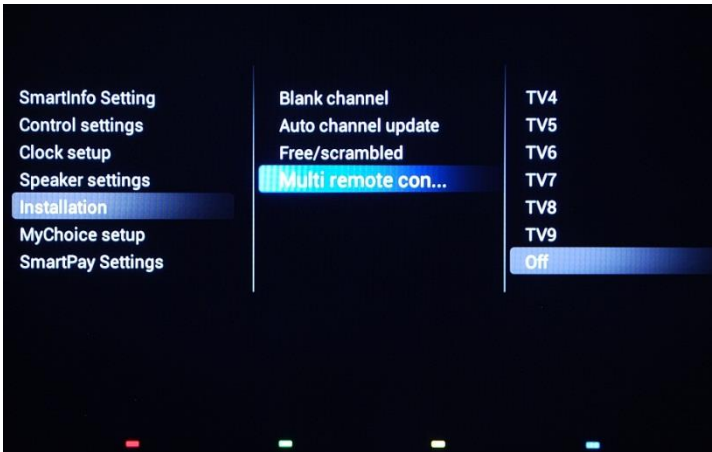 SmartInfo Setting
Control settings
Clock setup
Speaker settings
Installation
MyChoice setup
SmartPay Settings
Blank channel
Auto channel update
Free/scrambled
Multi remote con...
TV4
TV5
TV6
TV7
TV8
TV9
Off